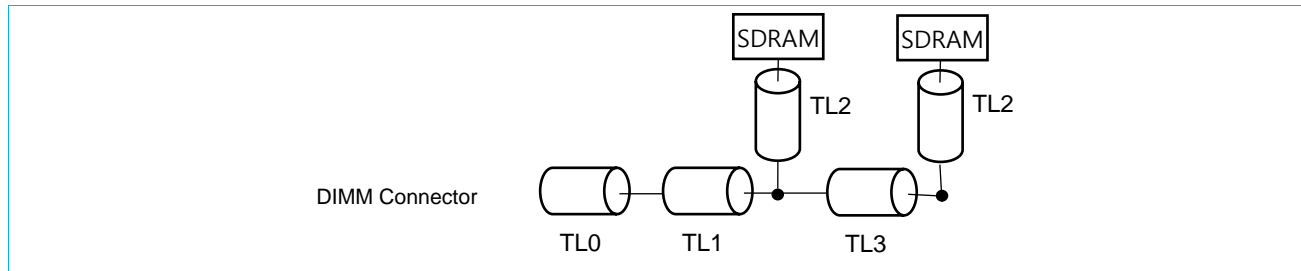 SDRAM
SDRAM
TL2
TL2
DIMM Connector
TL0
TL1
TL3